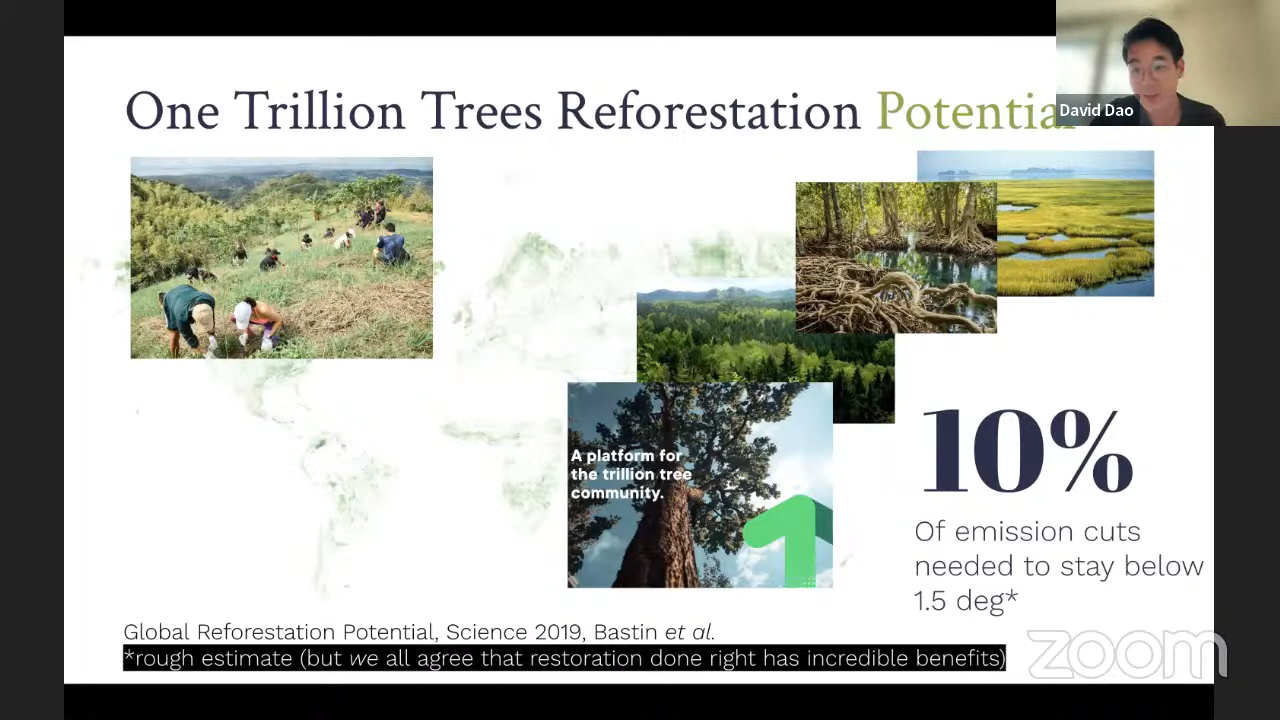 One Trillion Trees Reforestation Potential
David Dao
A platform for
the trillion tree
community.
1
10%
Of emission cuts
needed to stay below
1.5 deg*
Global Reforestation Potential, Science 2019, Bastin et al.
*rough estimate (but we all agree that restoration done right has incredible benefits)
zoom